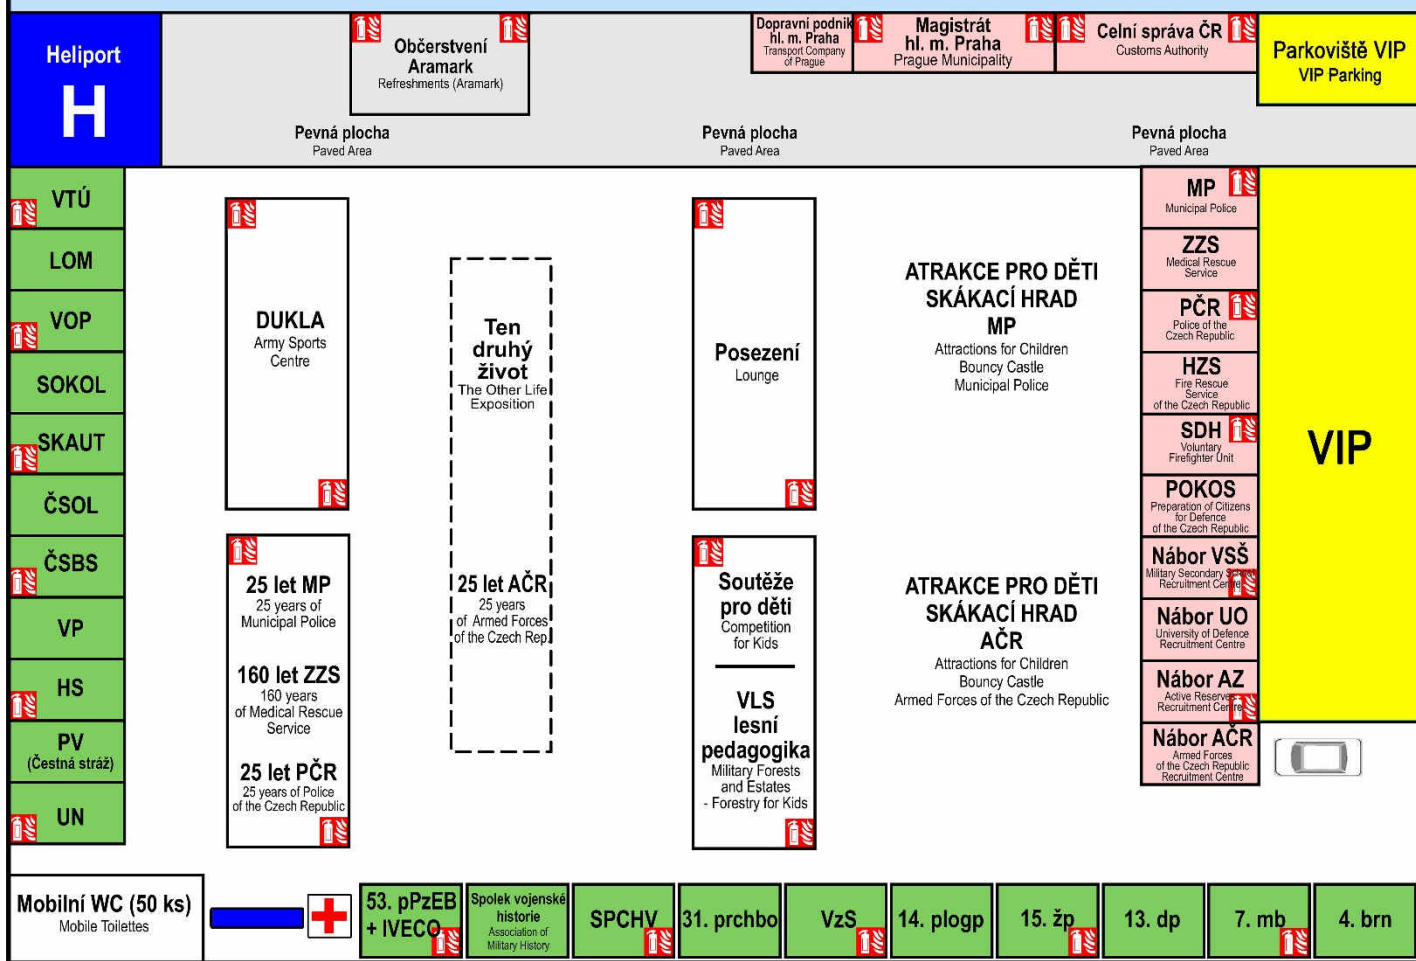 Heliport
H
Občerstvení
Aramark
Refreshments (Aramark)
Dopravní podnik
hl. m. Praha
Transport Company
of Prague
Magistrát
hl. m. Praha
Prague Municipality
Celní správa ČR
Customs Authority
Parkoviště VIP
VIP Parking
Pevná plocha
Paved Area
Pevná plocha
Paved Area
Pevná plocha
Paved Area
VTÚ
LOM
VOP
SOKOL
SKAUT
ČSOL
ČSBS
VP
HS
PV
(Čestná stráž)
UN
DUKLA
Army Sports
Centre
25 let MP
25 years of
Municipal Police
160 let ZZS
160 years
of Medical Rescue
Service
25 let PČR
25 years of Police
of the Czech Republic
Ten
druhý
život
The Other Life
Exposition
25 let AČR
25 years
of Armed Forces
of the Czech Rep.
Posezení
Lounge
Soutěže
pro děti
Competition
for Kids
VLS
lesní
pedagogika
Military Forests
and Estates
- Forestry for Kids
ATRAKCE PRO DĚTI
SKÁKACÍ HRAD
MP
Attractions for Children
Bouncy Castle
Municipal Police
ATRAKCE PRO DĚTI
SKÁKACÍ HRAD
AČR
Attractions for Children
Bouncy Castle
Armed Forces of the Czech Republic
MP
Municipal Police
ZZS
Medical Rescue
Service
PČR
Police of the
Czech Republic
HZS
Fire Rescue
Service
of the Czech Republic
SDH
Voluntary
Firefighter Unit
POKOS
Preparation of Citizens
for Defence
of the Czech Republic
Nábor VSŠ
Military Secondary School
Recruitment Centre
Nábor UO
University of Defence
Recruitment Centre
Nábor AZ
Active Reserves
Recruitment Centre
Nábor AČR
Armed Forces
of the Czech Republic
Recruitment Centre
VIP
Mobilní WC (50 ks)
Mobile Toilettes
53. pPzEB
+ IVECO
Spolek vojenské
historie
Association of
Military History
SPCHV
31. prchbo
VzS
14. plogp
15. žp
13. dp
7. mb
4. brn